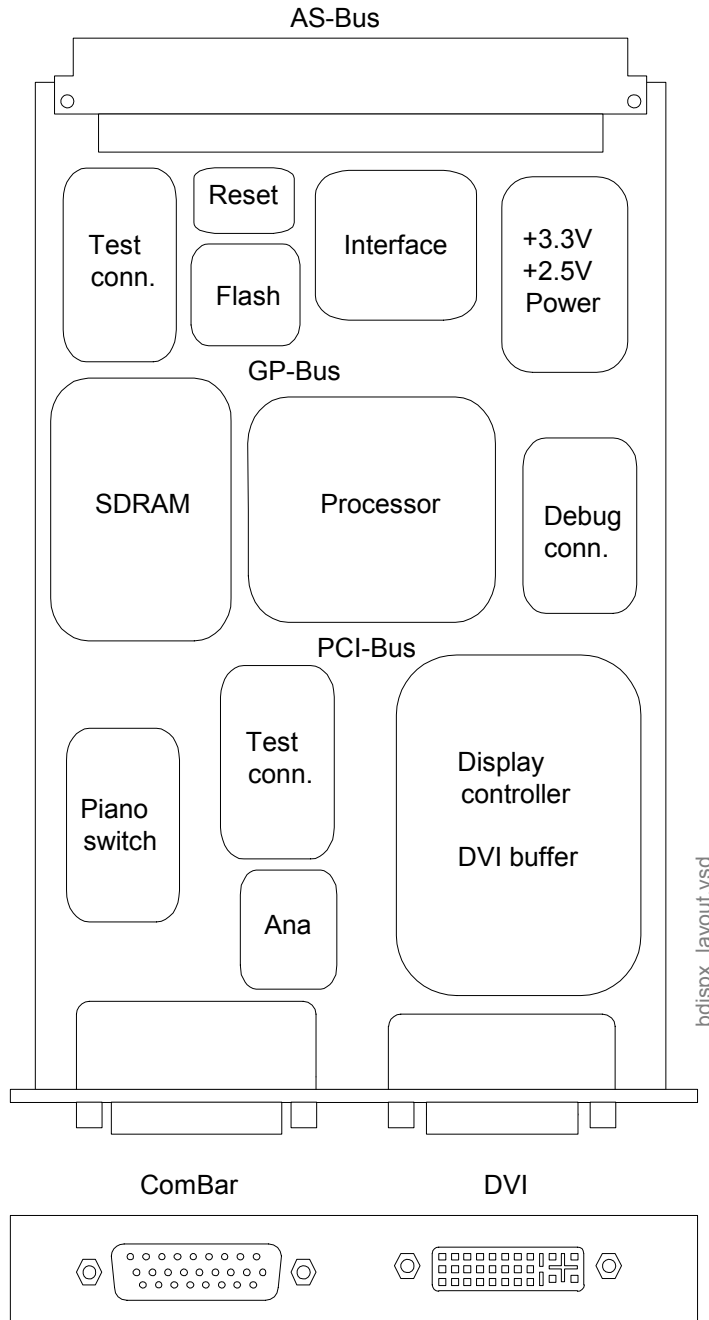 AS-Bus
Reset
Test
conn.
Interface
+3.3V
+2.5V
Power
Flash
GP-Bus
SDRAM
Processor
Debug
conn.
PCI-Bus
Test
conn.
Display
controller
DVI buffer
Piano
switch
Ana
bdispx_layout.vsd
ComBar
DVI